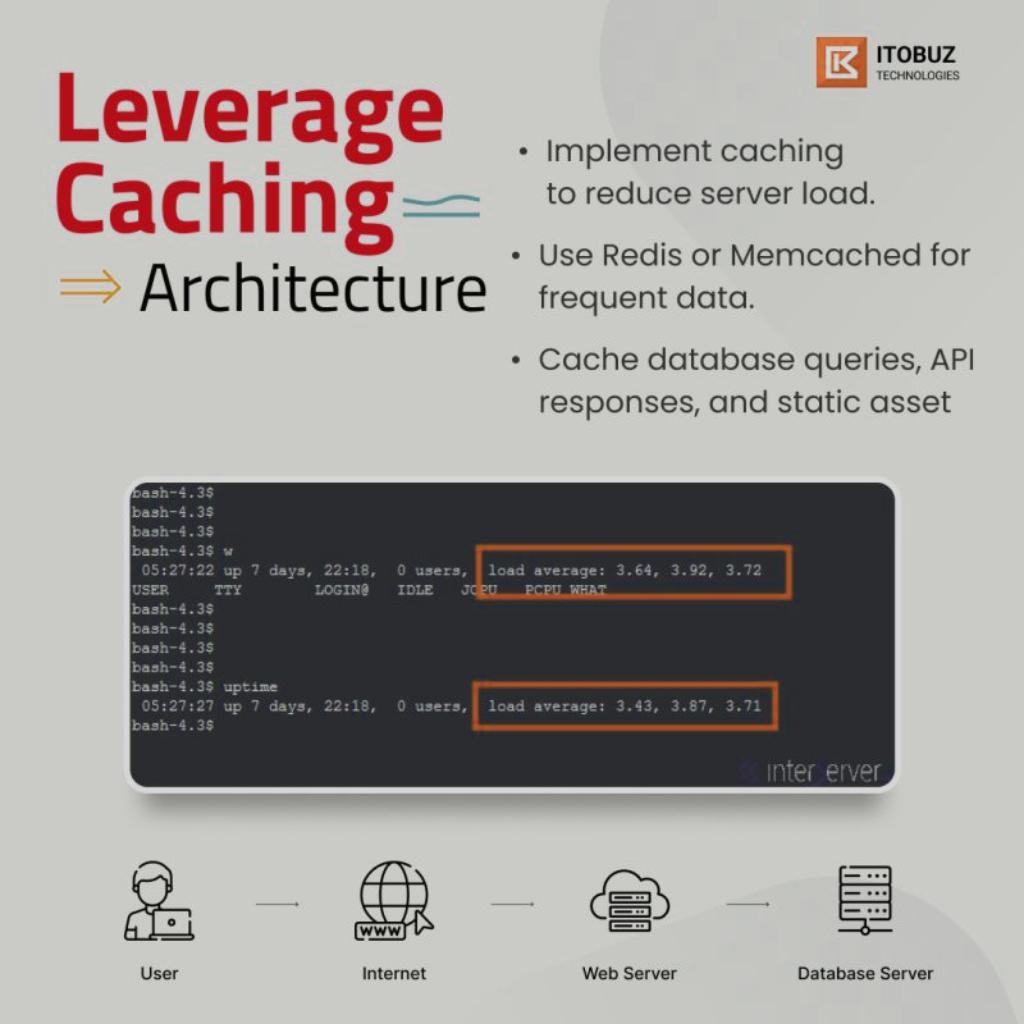 ITOBUZ
TECHNOLOGIES
Leverage
Caching
Architecture
• Implement caching
to reduce server load.
• Use Redis or Memcached for
frequent data.
• Cache database queries, API
responses, and static asset
bash-4.3$
bash-4.3$
bash-4.3$
bash-4.3$ w
05:27:22 up 7 days, 22:18, 0 users, load average: 3.64, 3.92, 3.72
USER TTY LOGIN@ IDLE JCPU PCPU WHAT
bash-4.3$
bash-4.3$
bash-4.3$
bash-4.3$
bash-4.3$ uptime
05:27:27 up 7 days, 22:18, 0 users, load average: 3.43, 3.87, 3.71
bash-4.3$
interserver
WWW
User
Internet
Web Server
Database Server